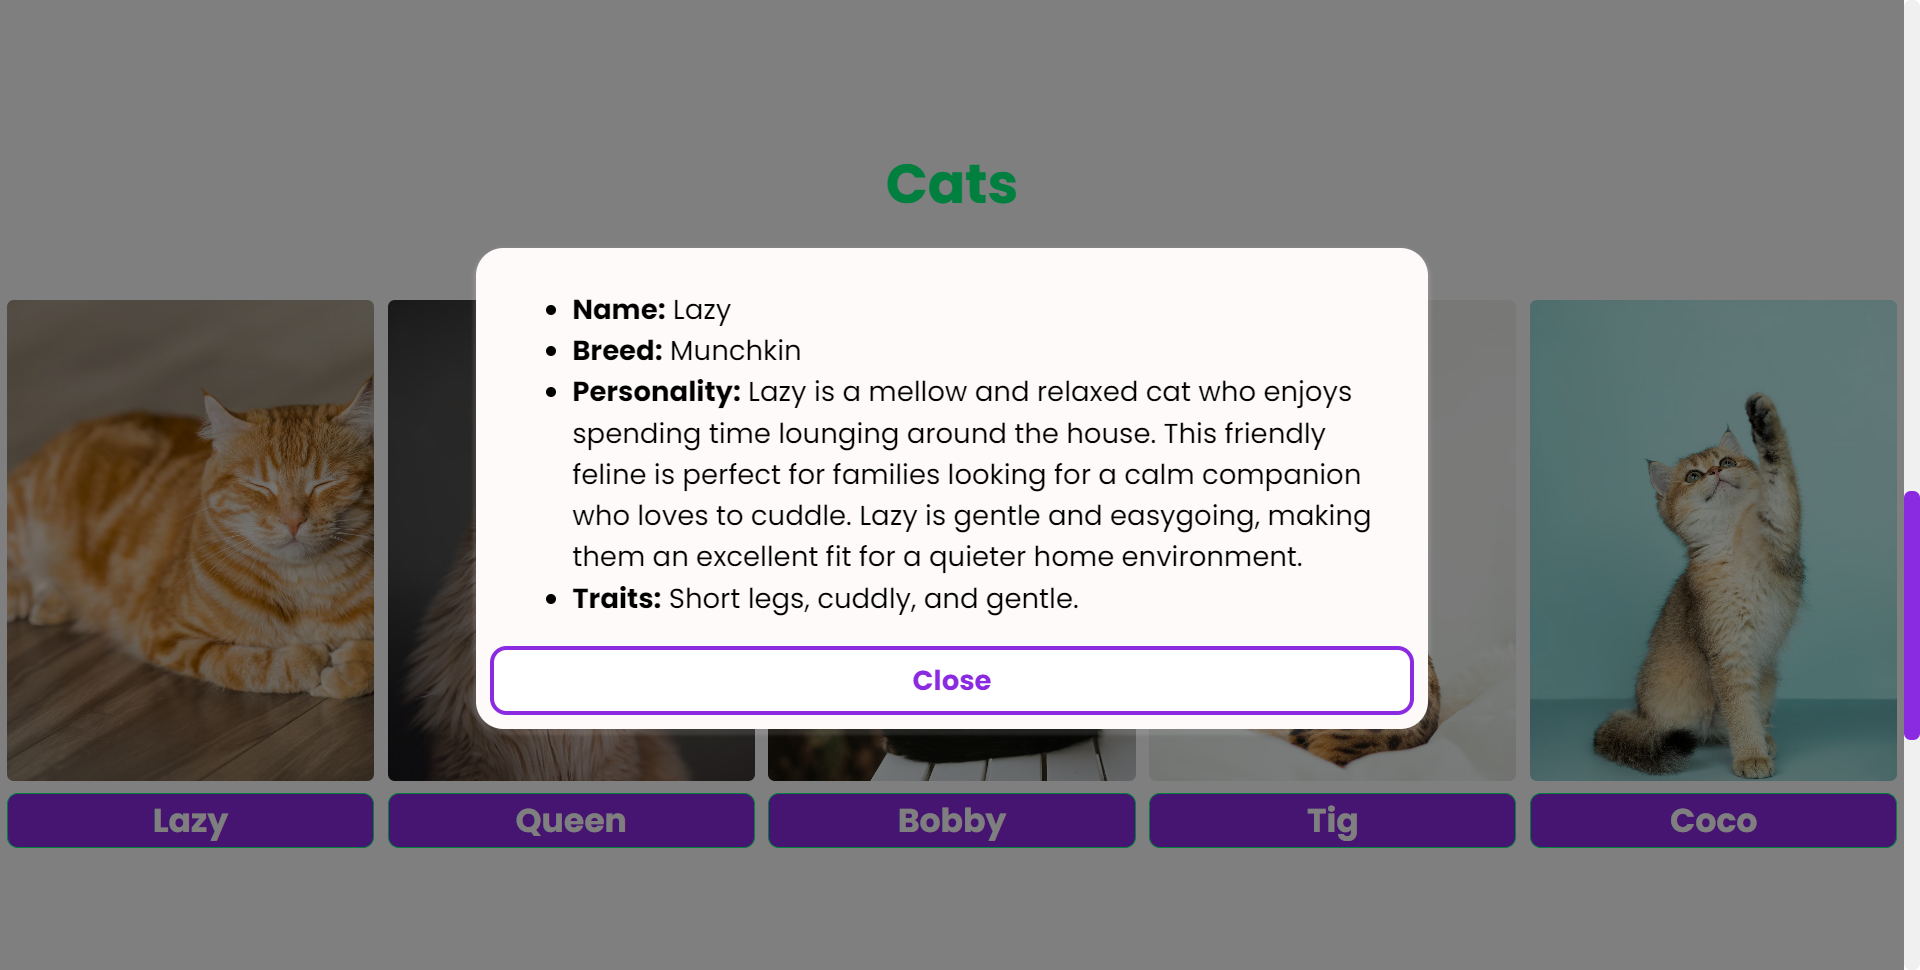 Cats
Name: Lazy
Breed: Munchkin
Personality: Lazy is a mellow and relaxed cat who enjoys
spending time lounging around the house. This friendly
feline is perfect for families looking for a calm companion
who loves to cuddle. Lazy is gentle and easygoing, making
them an excellent fit for a quieter home environment.
Traits: Short legs, cuddly, and gentle.
Close
Lazy
Queen
Bobby
Tig
Coco